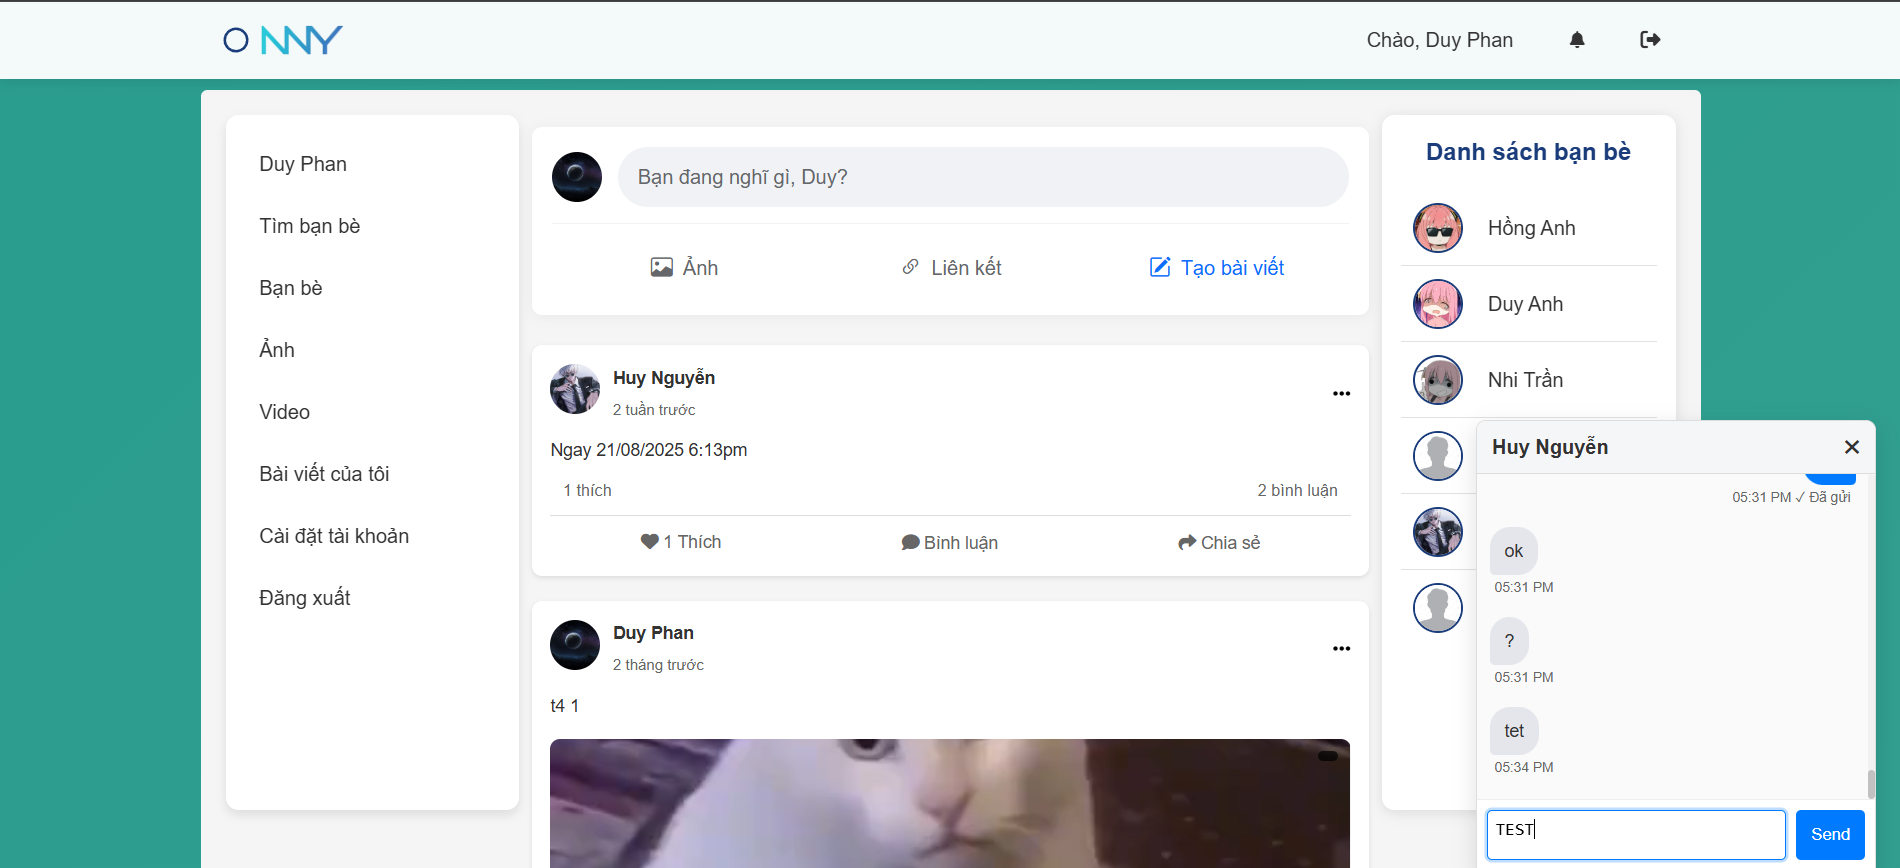 O NNY
Chào, Duy Phan
Duy Phan
Tìm bạn bè
Bạn bè
Ảnh
Video
Bài viết của tôi
Cài đặt tài khoản
Đăng xuất
Bạn đang nghĩ gì, Duy?
Ảnh
Liên kết
Tạo bài viết
Huy Nguyễn
2 tuần trước
Ngay 21/08/2025 6:13pm
1 thích
2 bình luận
1 Thích
Bình luận
Chia sẻ
Duy Phan
2 tháng trước
t4 1
Danh sách bạn bè
Hồng Anh
Duy Anh
Nhi Trần
Huy Nguyễn
05:31 PM ✓ Đã gửi
ok
05:31 PM
?
05:31 PM
tet
05:34 PM
TEST
Send